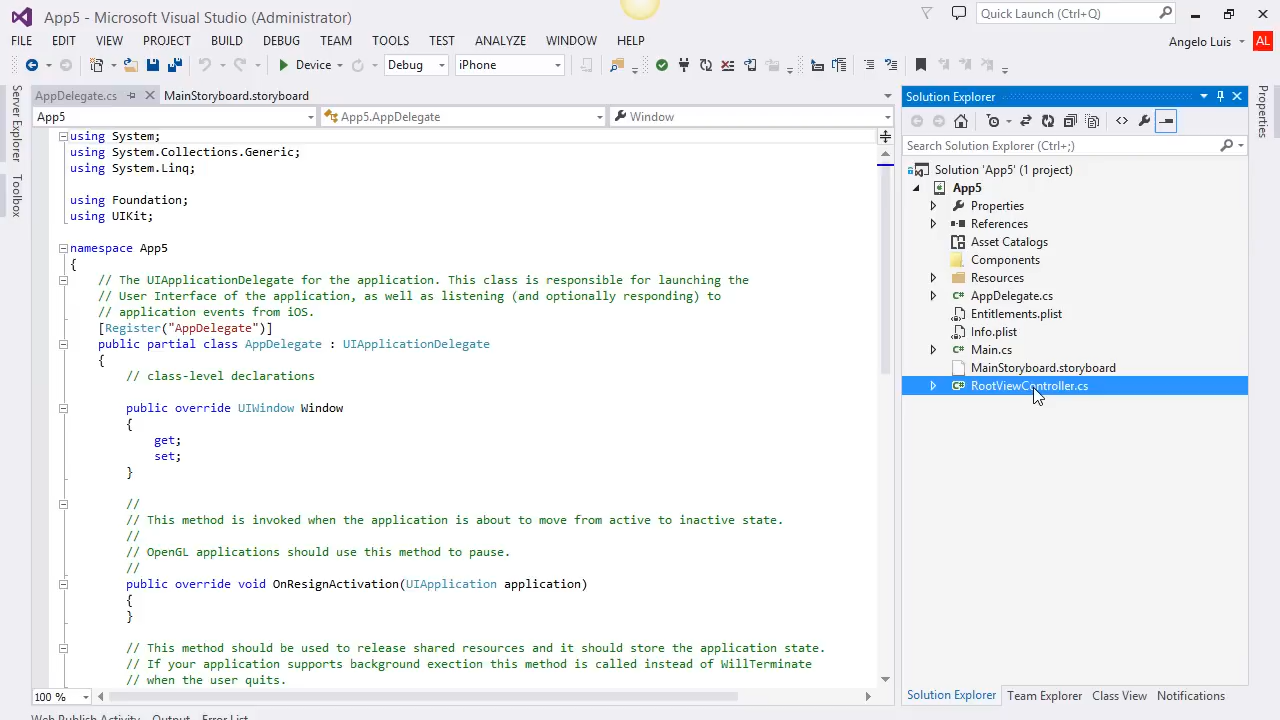 App5 - Microsoft Visual Studio (Administrator)
Quick Launch (Ctrl+Q)
FILE EDIT VIEW PROJECT BUILD DEBUG TEAM TOOLS TEST ANALYZE WINDOW HELP
Angelo Luis AL
Device Debug iPhone
Server Explorer
Toolbox
AppDelegate.cs MainStoryboard.storyboard
App5 App5.AppDelegate Window
using System;
using System.Collections.Generic;
using System.Linq;
using Foundation;
using UIKit;
namespace App5
{
// The UIApplicationDelegate for the application. This class is responsible for launching the
// User Interface of the application, as well as listening (and optionally responding) to
// application events from iOS.
[Register("AppDelegate")]
public partial class AppDelegate : UIApplicationDelegate
{
// class-level declarations
public override UIWindow Window
{
get;
set;
}
//
// This method is invoked when the application is about to move from active to inactive state.
//
// OpenGL applications should use this method to pause.
//
public override void OnResignActivation(UIApplication application)
{
}
// This method should be used to release shared resources and it should store the application state.
// If your application supports background exection this method is called instead of WillTerminate
// when the user quits.
100 %
Solution Explorer
Search Solution Explorer (Ctrl+;)
Solution 'App5' (1 project)
App5
Properties
References
Asset Catalogs
Components
Resources
AppDelegate.cs
Entitlements.plist
Info.plist
Main.cs
MainStoryboard.storyboard
RootViewController.cs
Solution Explorer Team Explorer Class View Notifications
Properties
Web Publish Activity Output Error List